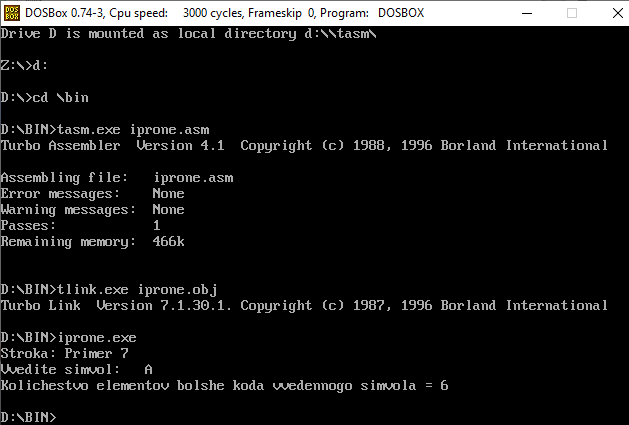 DOS BOX
DOSBox 0.74-3, Cpu speed: 3000 cycles, Frameskip 0, Program: DOSBOX
Drive D is mounted as local directory d:\\tasm\
Z:\>d:
D:\>cd \bin
D:\BIN>tasm.exe iprone.asm
Turbo Assembler Version 4.1 Copyright (c) 1988, 1996 Borland International
Assembling file: iprone.asm
Error messages: None
Warning messages: None
Passes: 1
Remaining memory: 466k
D:\BIN>tlink.exe iprone.obj
Turbo Link Version 7.1.30.1. Copyright (c) 1987, 1996 Borland International
D:\BIN>iprone.exe
Stroka: Primer 7
Vvedite simvol: A
Kolichestvo elementov bolshe koda vvedennogo simvola = 6
D:\BIN>